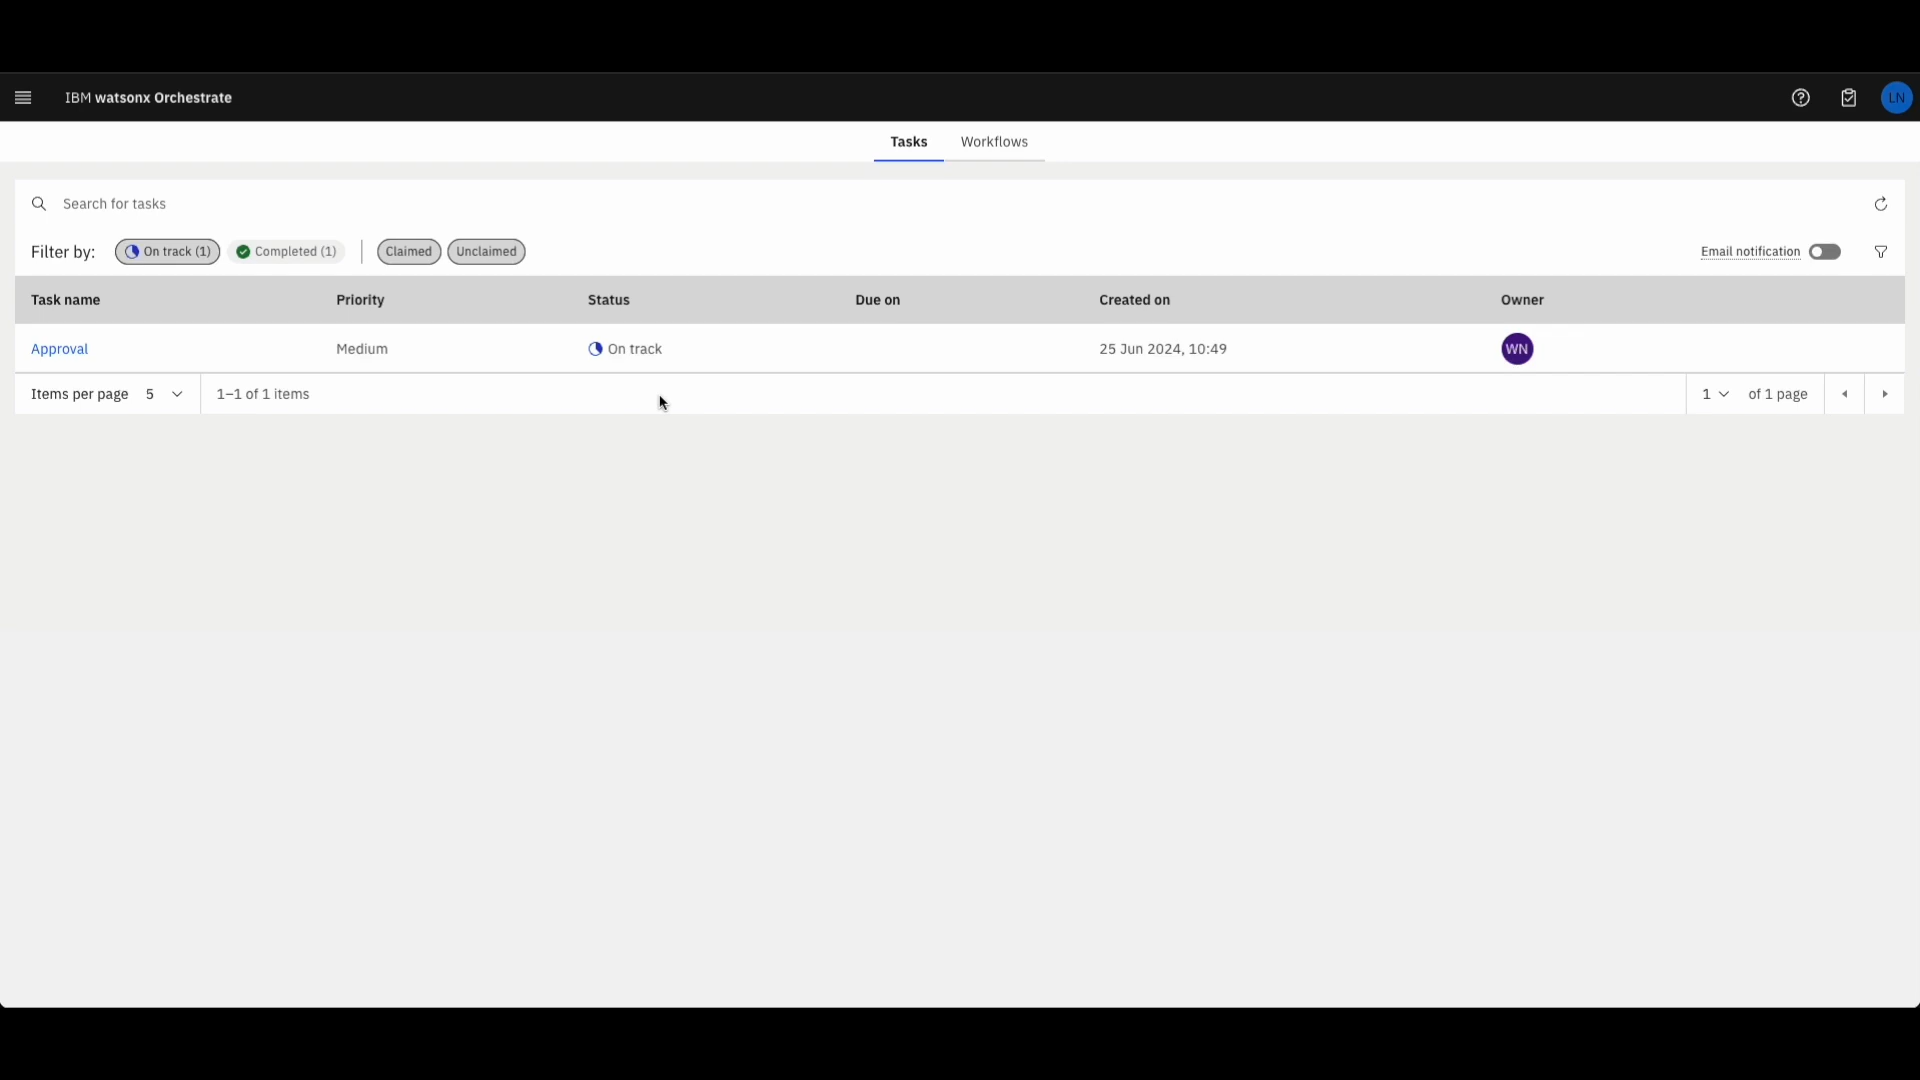 IBM watsonx Orchestrate
LN
Tasks Workflows
Search for tasks
Filter by: On track (1) Completed (1) Claimed Unclaimed Email notification
Task name Priority Status Due on Created on Owner
Approval Medium On track 25 Jun 2024, 10:49 WN
Items per page 5 1–1 of 1 items 1 of 1 page